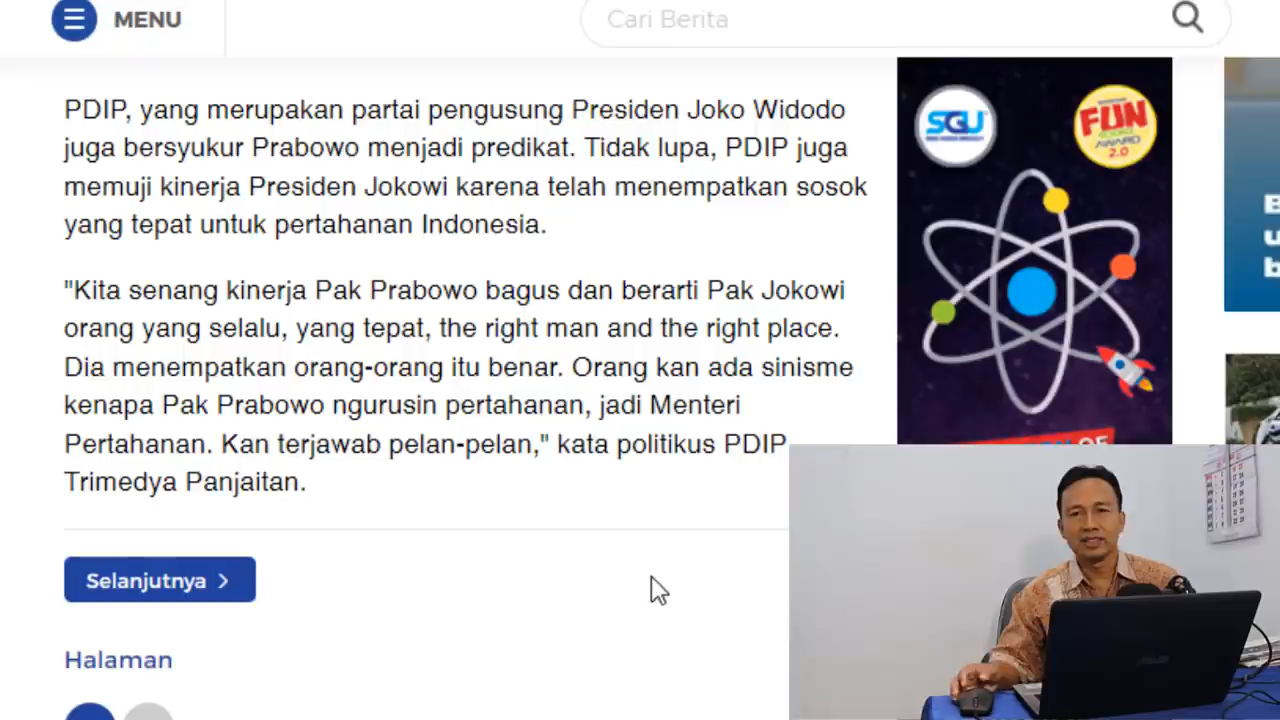 MENU
Cari Berita
PDIP, yang merupakan partai pengusung Presiden Joko Widodo
juga bersyukur Prabowo menjadi predikat. Tidak lupa, PDIP juga
memuji kinerja Presiden Jokowi karena telah menempatkan sosok
yang tepat untuk pertahanan Indonesia.
"Kita senang kinerja Pak Prabowo bagus dan berarti Pak Jokowi
orang yang selalu, yang tepat, the right man and the right place.
Dia menempatkan orang-orang itu benar. Orang kan ada sinisme
kenapa Pak Prabowo ngurusin pertahanan, jadi Menteri
Pertahanan. Kan terjawab pelan-pelan," kata politikus PDIP
Trimedya Panjaitan.
Selanjutnya
Halaman
SGU
FUN
AWARD
2.0
OF
B
u
b
ASUS